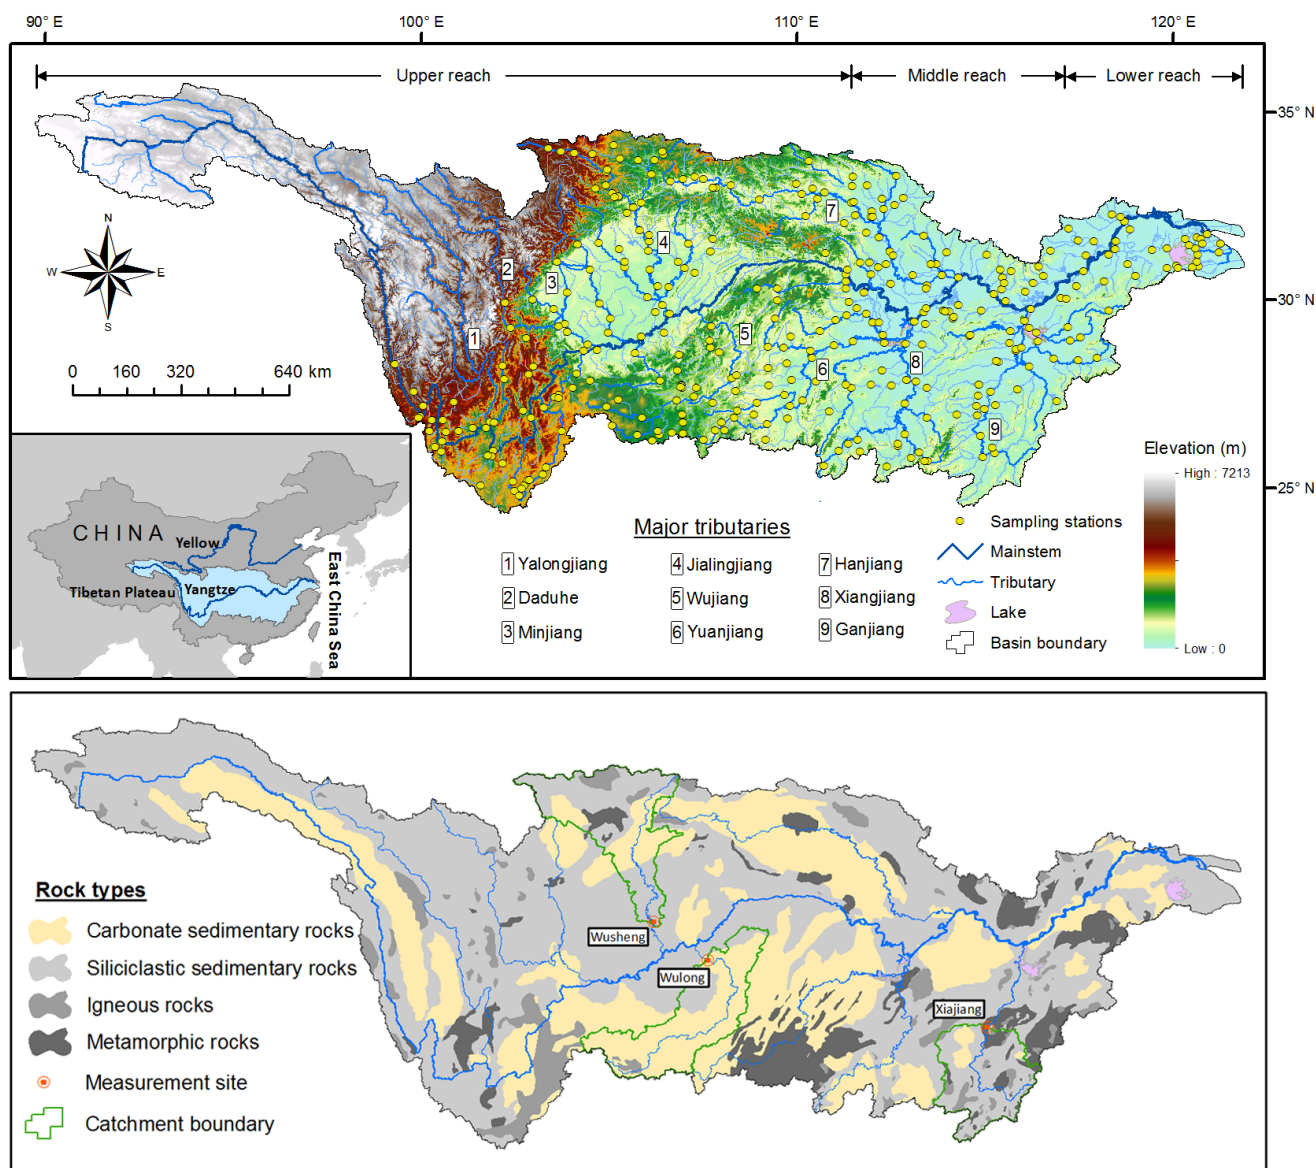 90° E
100° E
110° E
120° E
Upper reach
Middle reach
Lower reach
35° N
30° N
25° N
N
W
E
S
0 160 320 640 km
1
2
3
4
5
6
7
8
9
CHINA
Yellow
Tibetan Plateau
Yangtze
East China Sea
Major tributaries
1 Yalongjiang
2 Daduhe
3 Minjiang
4 Jialingjiang
5 Wujiang
6 Yuanjiang
7 Hanjiang
8 Xiangjiang
9 Ganjiang
Sampling stations
Mainstem
Tributary
Lake
Basin boundary
Elevation (m)
High : 7213
Low : 0
Rock types
Carbonate sedimentary rocks
Siliciclastic sedimentary rocks
Igneous rocks
Metamorphic rocks
Measurement site
Catchment boundary
Wusheng
Wulong
Xiajiang